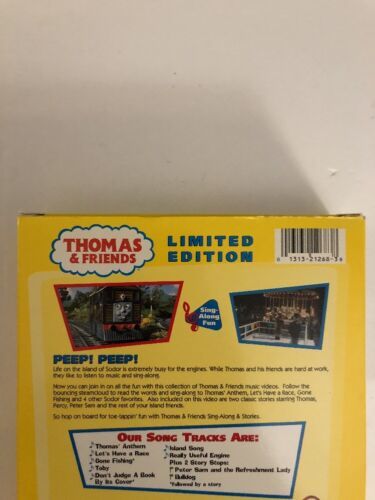 THOMAS
& FRIENDS
LIMITED
EDITION
6 1313-21268-3 6
Sing-
Along
Fun
PEEP! PEEP!
Life on the Island of Sodor is extremely busy for the engines. While Thomas and his friends are hard at work,
they like to listen to music and sing-along.
Now you can join in on all the fun with this collection of Thomas & Friends music videos. Follow the
bouncing steamcloud to read the words and sing-along to Thomas' Anthem, Let's Have a Race, Gone
Fishing and 4 other Sodor favorites. Also included on this video are two classic stories starring Thomas,
Percy, Peter Sam and the rest of your island friends.
So hop on board for toe-tappin' fun with Thomas & Friends Sing-Along & Stories.
OUR SONG TRACKS ARE:
Thomas' Anthem
Let's Have a Race
Gone Fishing*
Toby
Don't Judge A Book
By Its Cover*
Island Song
Really Useful Engine
Plus 2 Story Stops:
Peter Sam and the Refreshment Lady
Bulldog
*followed by a story